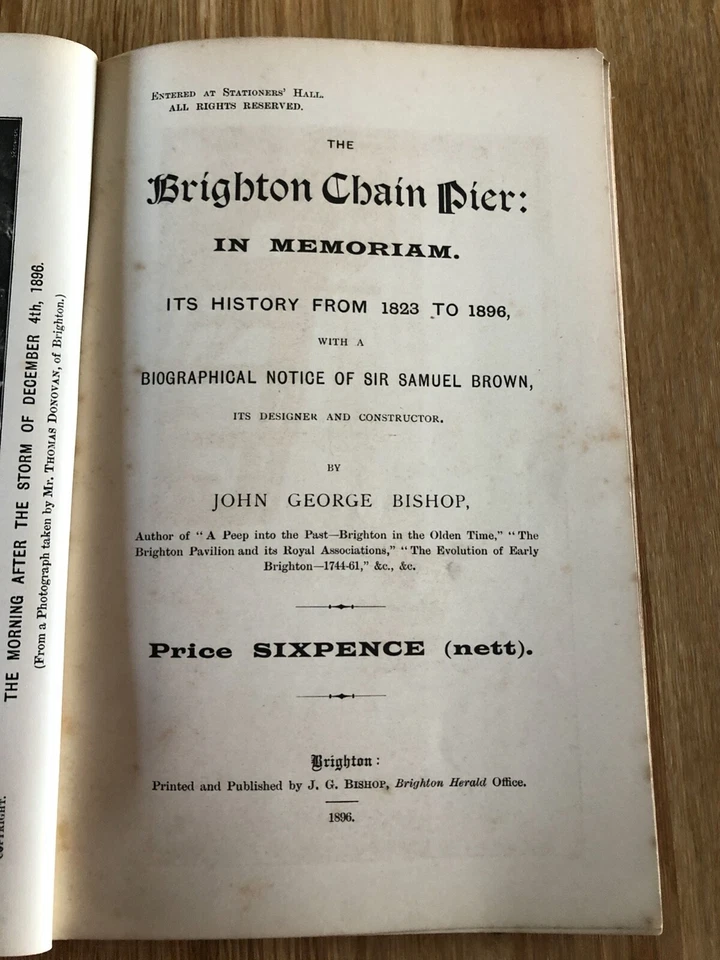 THE MORNING AFTER THE STORM OF DECEMBER 4th, 1896.
(From a Photograph taken by Mr. THOMAS DONOVAN, of Brighton.)
COPYRIGHT.
ENTERED AT STATIONERS' HALL.
ALL RIGHTS RESERVED.
THE
Brighton Chain Pier:
IN MEMORIAM.
ITS HISTORY FROM 1823 TO 1896,
WITH A
BIOGRAPHICAL NOTICE OF SIR SAMUEL BROWN,
ITS DESIGNER AND CONSTRUCTOR.
BY
JOHN GEORGE BISHOP,
Author of "A Peep into the Past—Brighton in the Olden Time," "The
Brighton Pavilion and its Royal Associations," "The Evolution of Early
Brighton—1744-61," &c., &c.
Price SIXPENCE (nett).
Brighton:
Printed and Published by J. G. BISHOP, Brighton Herald Office.
1896.